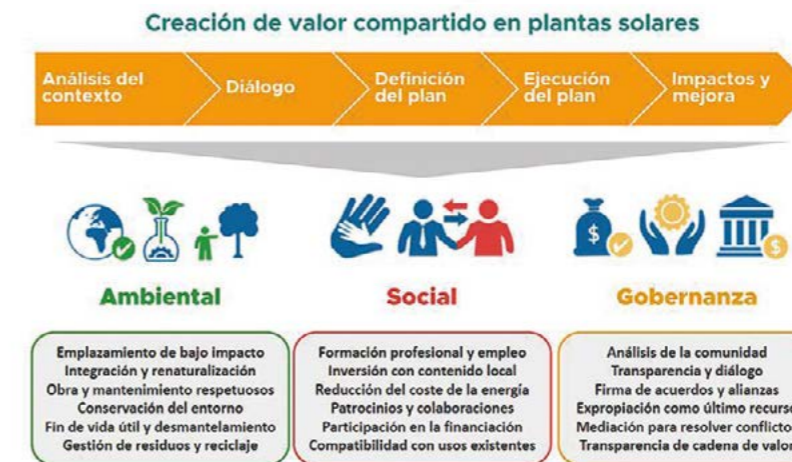 Creación de valor compartido en plantas solares
Análisis del
contexto
Diálogo
Definición
del plan
Ejecución
del plan
Impactos y
mejora
$
$
Ambiental
Social
Gobernanza
Emplazamiento de bajo impacto
Integración y renaturalización
Obra y mantenimiento respetuosos
Conservación del entorno
Fin de vida útil y desmantelamiento
Gestión de residuos y reciclaje
Formación profesional y empleo
Inversión con contenido local
Reducción del coste de la energía
Patrocinios y colaboraciones
Participación en la financiación
Compatibilidad con usos existentes
Análisis de la comunidad
Transparencia y diálogo
Firma de acuerdos y alianzas
Expropiación como último recurso
Mediación para resolver conflicto
Transparencia de cadena de valor